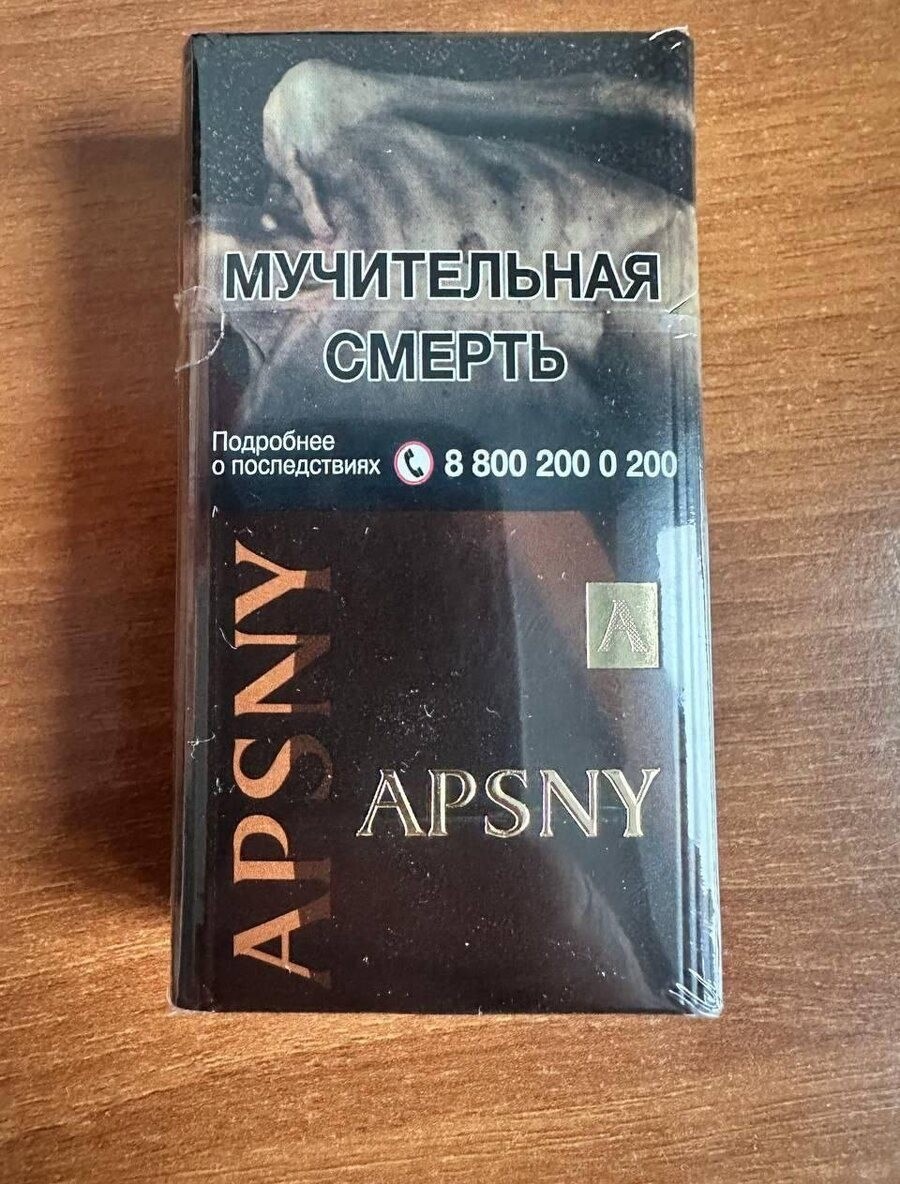 МУЧИТЕЛЬНАЯ
СМЕРТЬ
Подробнее
о последствиях 8 800 200 0 200
APSNY
A
APSNY